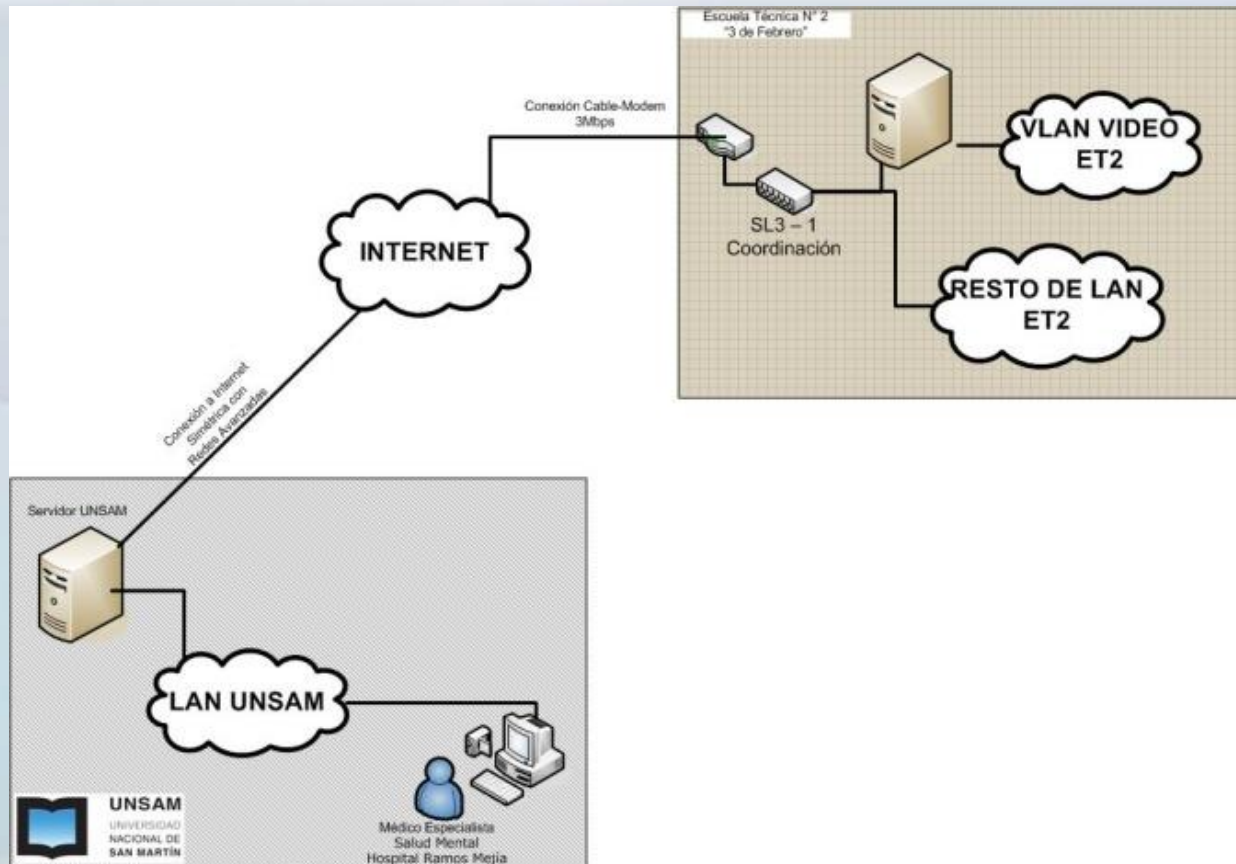 Escuela Técnica N° 2
"3 de Febrero"
Conexión Cable-Modem
3Mbps
VLAN VIDEO
ET2
SL3 – 1
Coordinación
INTERNET
RESTO DE LAN
ET2
Conexión a Internet
Simétrica con
Redes Avanzadas
Servidor UNSAM
LAN UNSAM
UNSAM
UNIVERSIDAD
NACIONAL DE
SAN MARTÍN
Médico Especialista
Salud Mental
Hospital Ramos Mejía